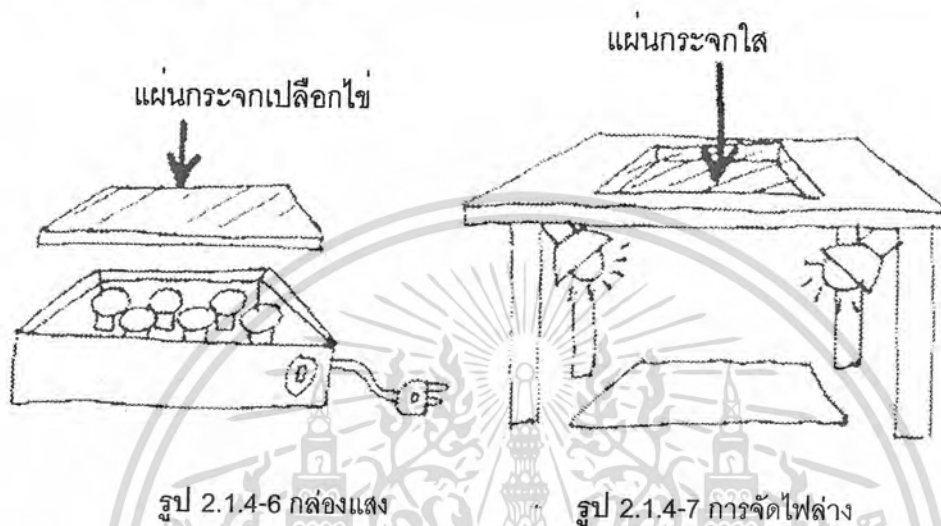 แผ่นกระจกใส
แผ่นกระจกเปลือกไข่
รูป 2.1.4-6 กล่องแสง
รูป 2.1.4-7 การจัดไฟล่าง